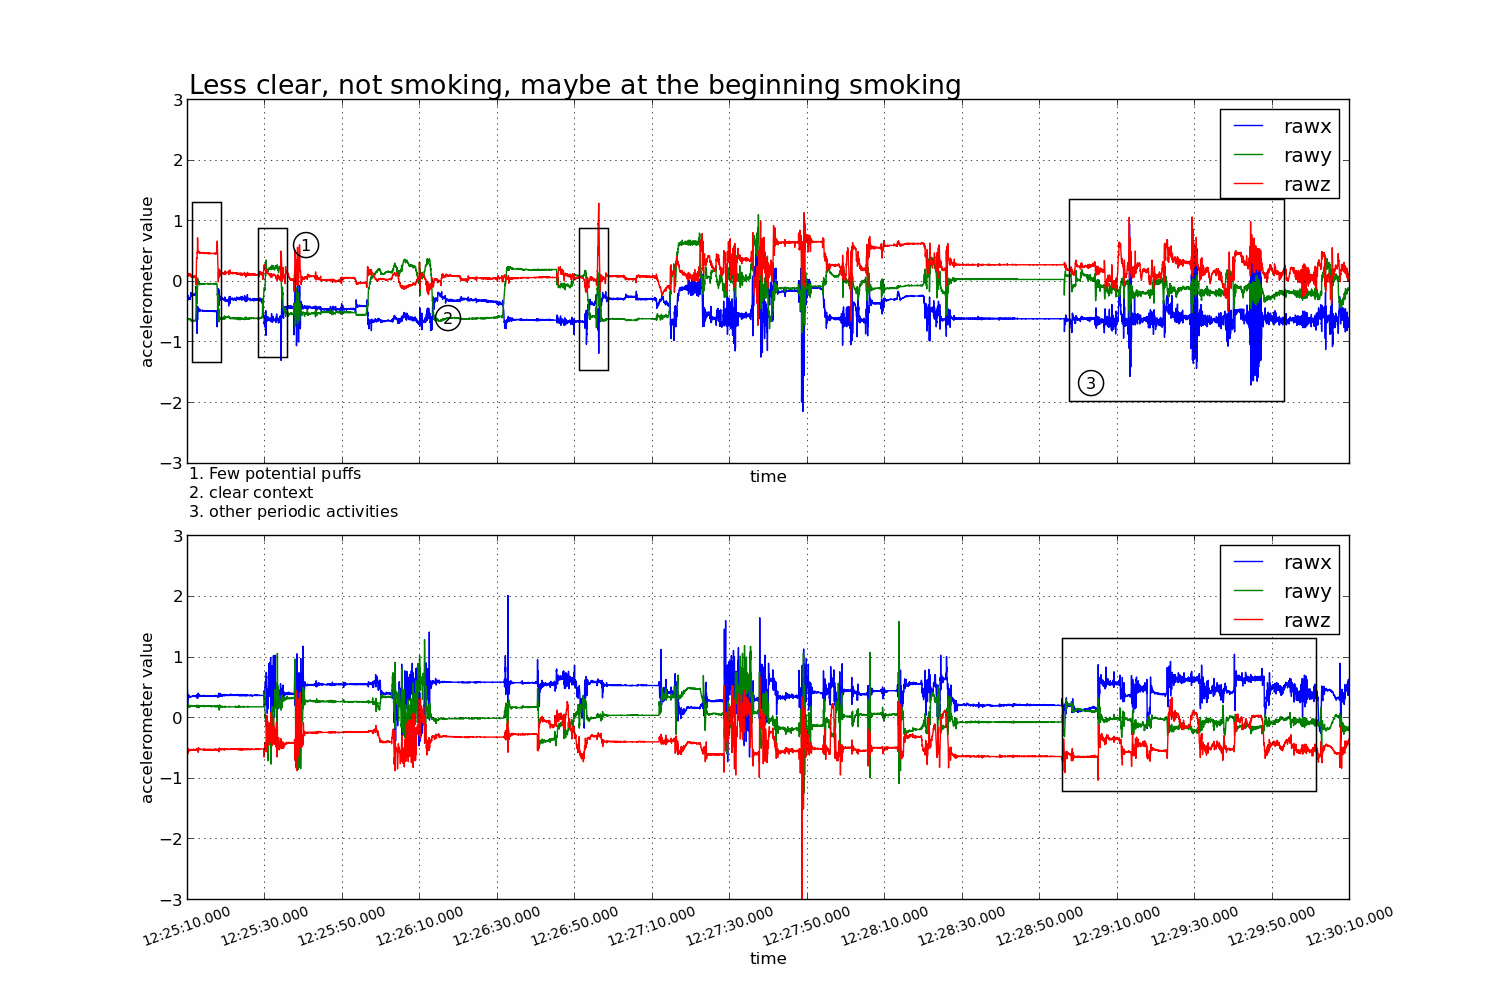 Less clear, not smoking, maybe at the beginning smoking
3
2
1
0
−1
−2
−3
accelerometer value
rawx
rawy
rawz
1
2
3
time
1. Few potential puffs
2. clear context
3. other periodic activities
3
2
1
0
−1
−2
−3
accelerometer value
rawx
rawy
rawz
12:25:10.000 12:25:30.000 12:25:50.000 12:26:10.000 12:26:30.000 12:26:50.000 12:27:10.000 12:27:30.000 12:27:50.000 12:28:10.000 12:28:30.000 12:28:50.000 12:29:10.000 12:29:30.000 12:29:50.000 12:30:10.000
time